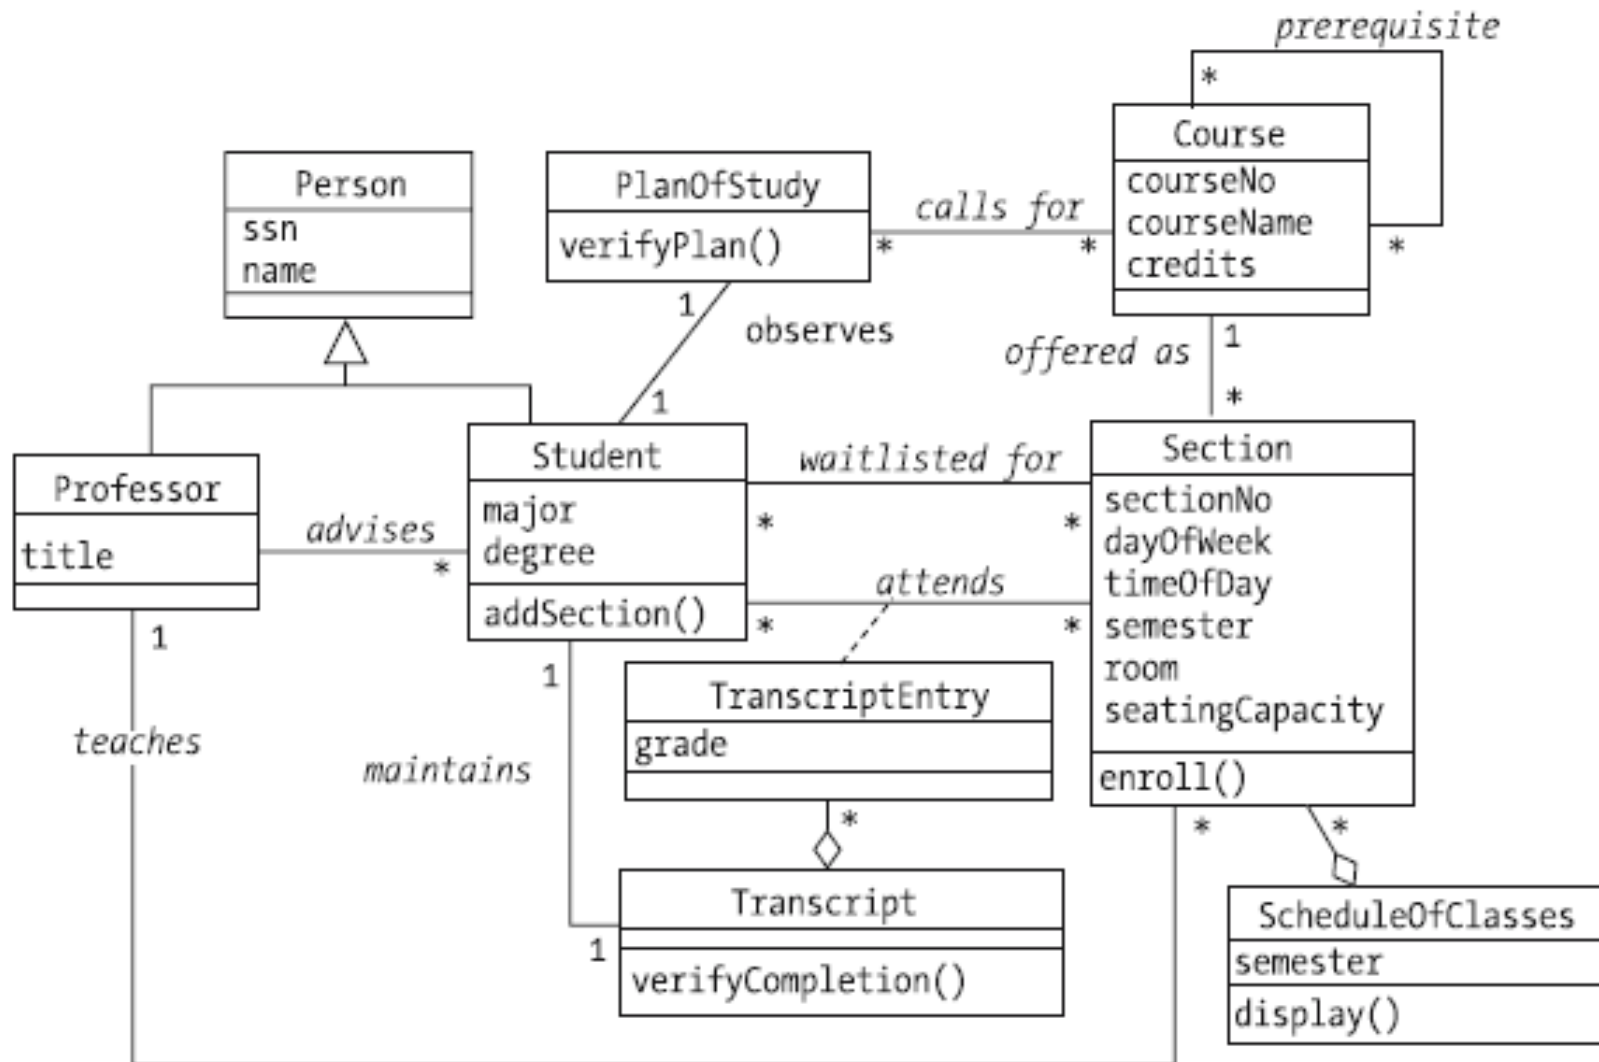 prerequisite
*
Course
courseNo
courseName
credits
*
Person
ssn
name
PlanOfStudy
verifyPlan()
calls for
*
*
1
observes
1
offered as
1
*
Professor
title
advises
*
Student
major
degree
addSection()
waitlisted for
*
*
attends
*
*
Section
sectionNo
dayOfWeek
timeOfDay
semester
room
seatingCapacity
enroll()
1
teaches
1
maintains
1
TranscriptEntry
grade
*
Transcript
verifyCompletion()
*
*
ScheduleOfClasses
semester
display()